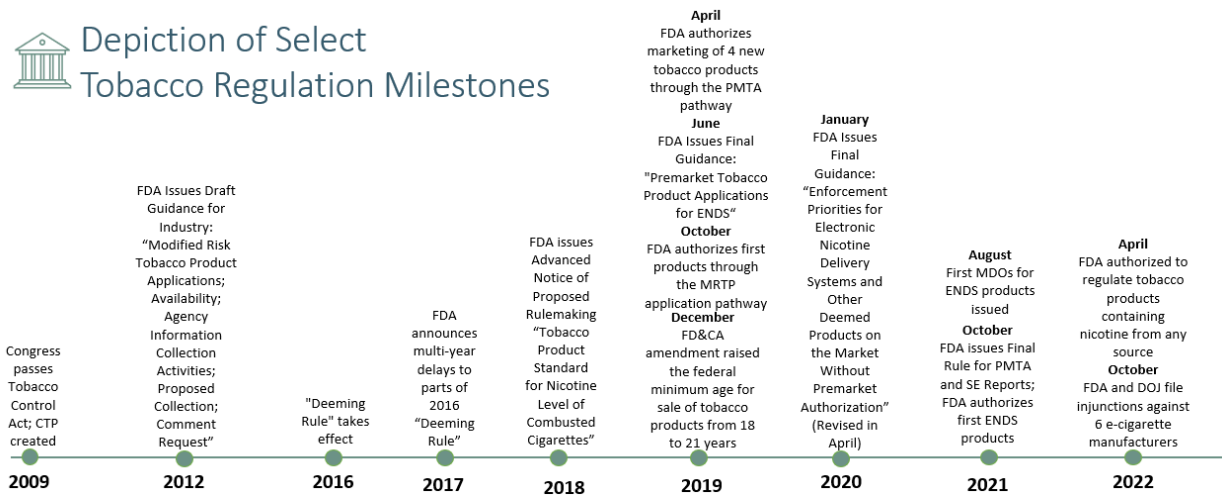 Depiction of Select
Tobacco Regulation Milestones
Congress
passes
Tobacco
Control
Act; CTP
created
2009
FDA Issues Draft
Guidance for
Industry:
“Modified Risk
Tobacco Product
Applications;
Availability;
Agency
Information
Collection
Activities;
Proposed
Collection;
Comment
Request”
2012
"Deeming
Rule" takes
effect
2016
FDA
announces
multi-year
delays to
parts of
2016
“Deeming
Rule”
2017
FDA issues
Advanced
Notice of
Proposed
Rulemaking
“Tobacco
Product
Standard
for Nicotine
Level of
Combusted
Cigarettes”
2018
April
FDA authorizes
marketing of 4 new
tobacco products
through the PMTA
pathway
June
FDA Issues Final
Guidance:
"Premarket Tobacco
Product Applications
for ENDS“
October
FDA authorizes first
products through
the MRTP
application pathway
December
FD&CA
amendment raised
the federal
minimum age for
sale of tobacco
products from 18
to 21 years
2019
January
FDA Issues
Final
Guidance:
“Enforcement
Priorities for
Electronic
Nicotine
Delivery
Systems and
Other
Deemed
Products on
the Market
Without
Premarket
Authorization”
(Revised in
April)
2020
August
First MDOs for
ENDS products
issued
October
FDA issues Final
Rule for PMTA
and SE Reports;
FDA authorizes
first ENDS
products
2021
April
FDA authorized to
regulate tobacco
products
containing
nicotine from any
source
October
FDA and DOJ file
injunctions against
6 e-cigarette
manufacturers
2022